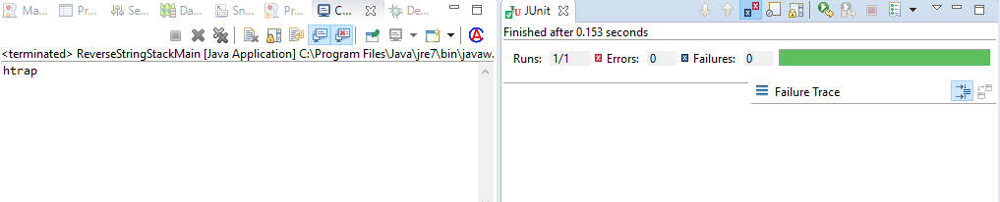 Ma... Pr... Se... Da... Sn... Pr... C... De...
<terminated> ReverseStringStackMain [Java Application] C:\Program Files\Java\jre7\bin\javaw.
htrap
JUnit
Finished after 0.153 seconds
Runs: 1/1 Errors: 0 Failures: 0
Failure Trace